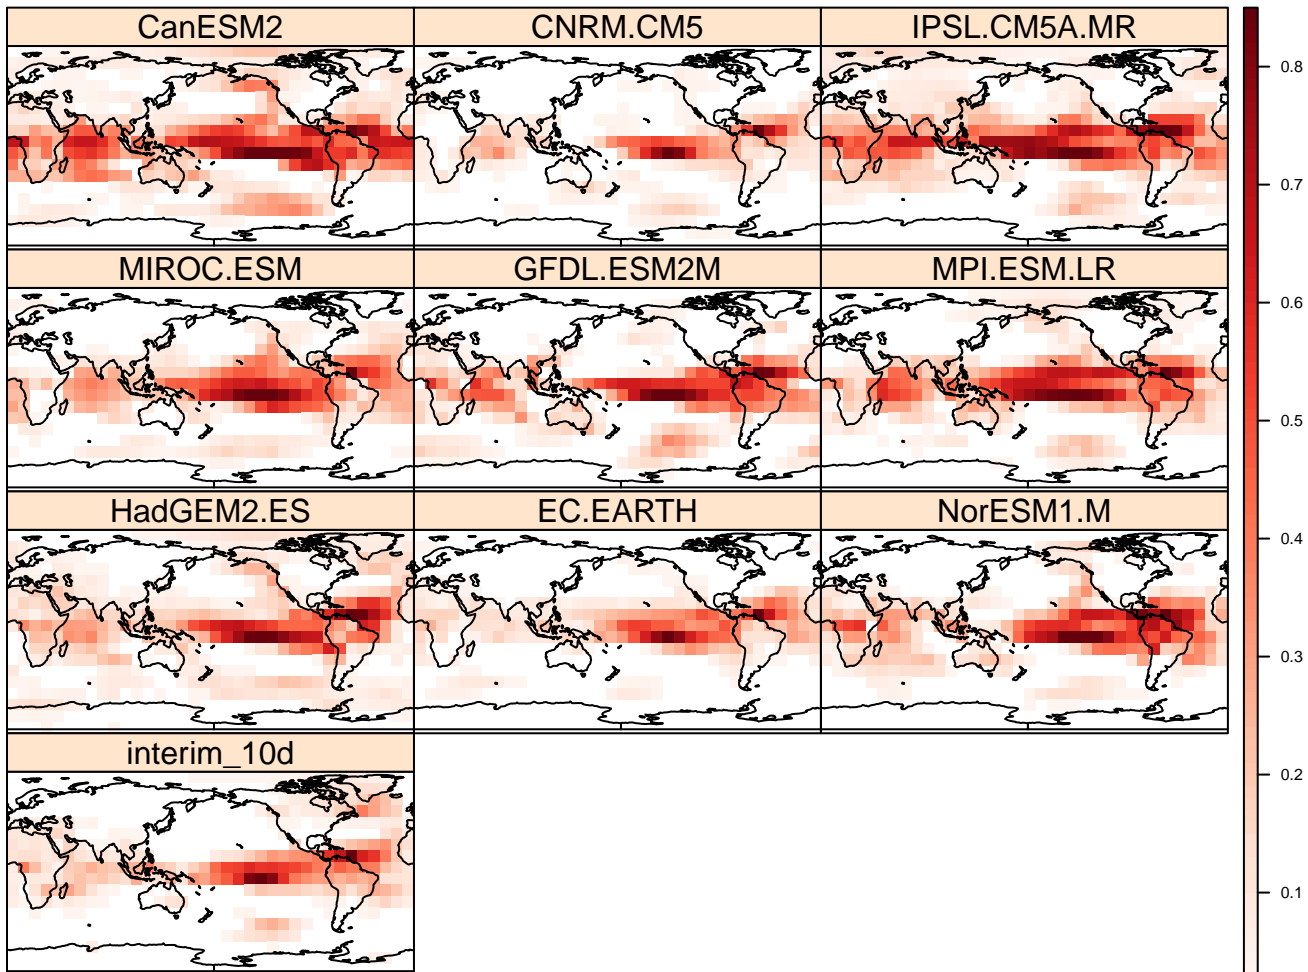 CanESM2
CNRM.CM5
IPSL.CM5A.MR
MIROC.ESM
GFDL.ESM2M
MPI.ESM.LR
HadGEM2.ES
EC.EARTH
NorESM1.M
interim_10d
0.8
0.7
0.6
0.5
0.4
0.3
0.2
0.1